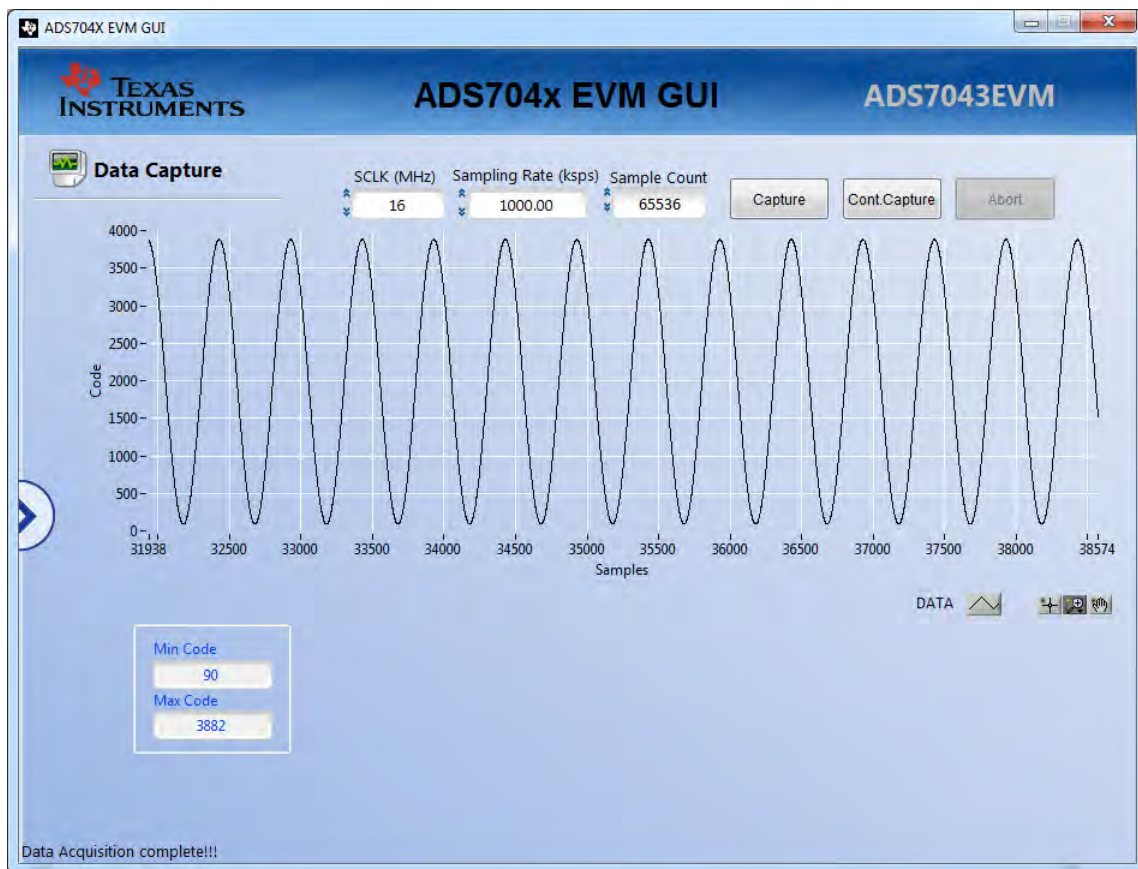 ADS704X EVM GUI
TEXAS INSTRUMENTS
ADS704x EVM GUI
ADS7043EVM
Data Capture
SCLK (MHz) Sampling Rate (ksps) Sample Count
16 1000.00 65536 Capture Cont.Capture Abort
4000
3500
3000
2500
2000
1500
1000
500
0
Code
31938 32500 33000 33500 34000 34500 35000 35500 36000 36500 37000 37500 38000 38574
Samples
DATA
Min Code
90
Max Code
3882
Data Acquisition complete!!!